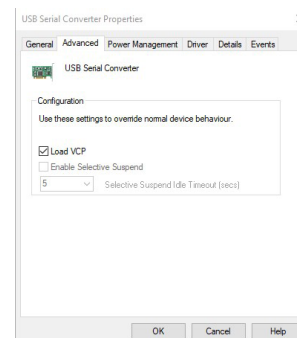 USB Serial Converter Properties
General Advanced Power Management Driver Details Events
USB Serial Converter
Configuration
Use these settings to override normal device behaviour.
Load VCP
Enable Selective Suspend
5 Selective Suspend Idle Timeout (secs)
OK Cancel Help